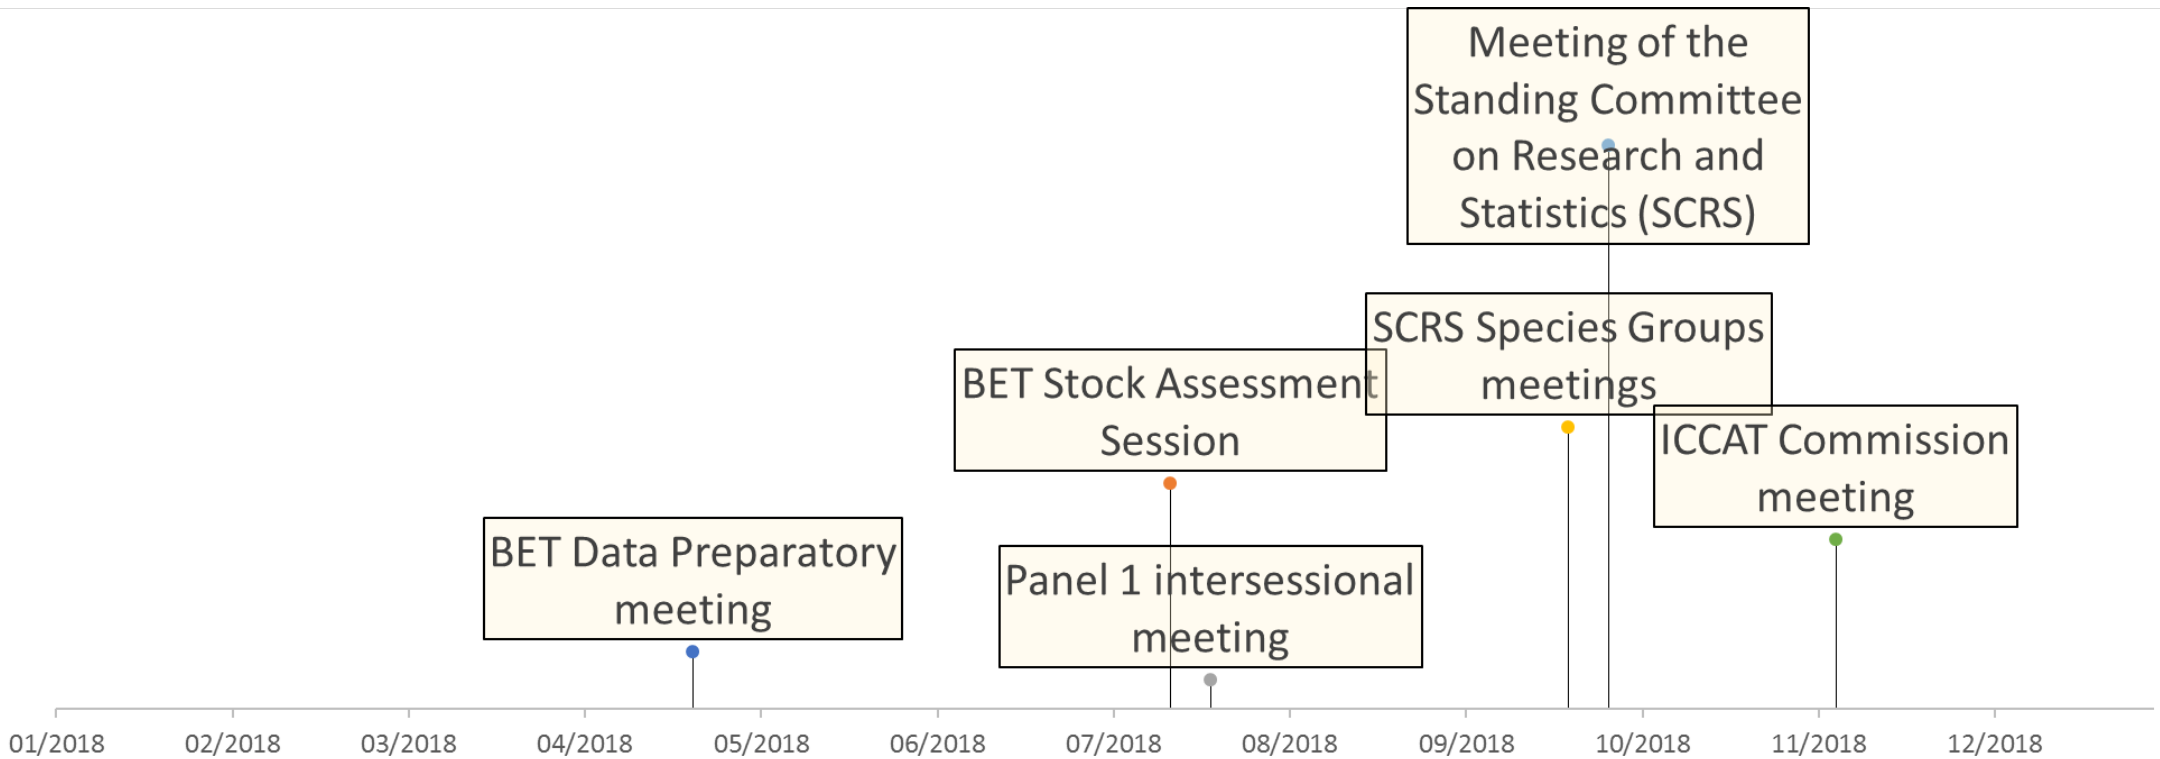 Meeting of the
Standing Committee
on Research and
Statistics (SCRS)
SCRS Species Groups
meetings
BET Stock Assessment
Session
ICCAT Commission
meeting
BET Data Preparatory
meeting
Panel 1 intersessional
meeting
01/2018 02/2018 03/2018 04/2018 05/2018 06/2018 07/2018 08/2018 09/2018 10/2018 11/2018 12/2018